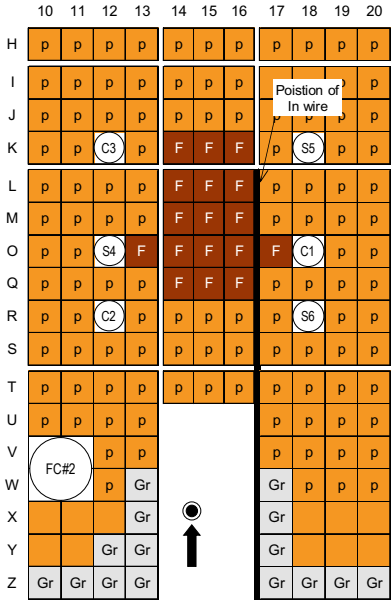 10 11 12 13 14 15 16 17 18 19 20
H p p p p p p p p p p p
I p p p p p p p p p
Poistion of
In wire
J p p p p p p p p p p p
K p p C3 p F F F p S5 p p
L p p p p F F F p p p p
M p p p p F F F p p p p
O p p S4 F F F F F C1 p p
Q p p p p F F F p p p p
R p p C2 p p p p p S6 p p
S p p p p p p p p p p p
T p p p p p p p p p p p
U p p p p p p p p
V p p p p p p
FC#2
W p Gr Gr p p p
X Gr Gr
Y Gr Gr Gr
Z Gr Gr Gr Gr Gr Gr Gr Gr